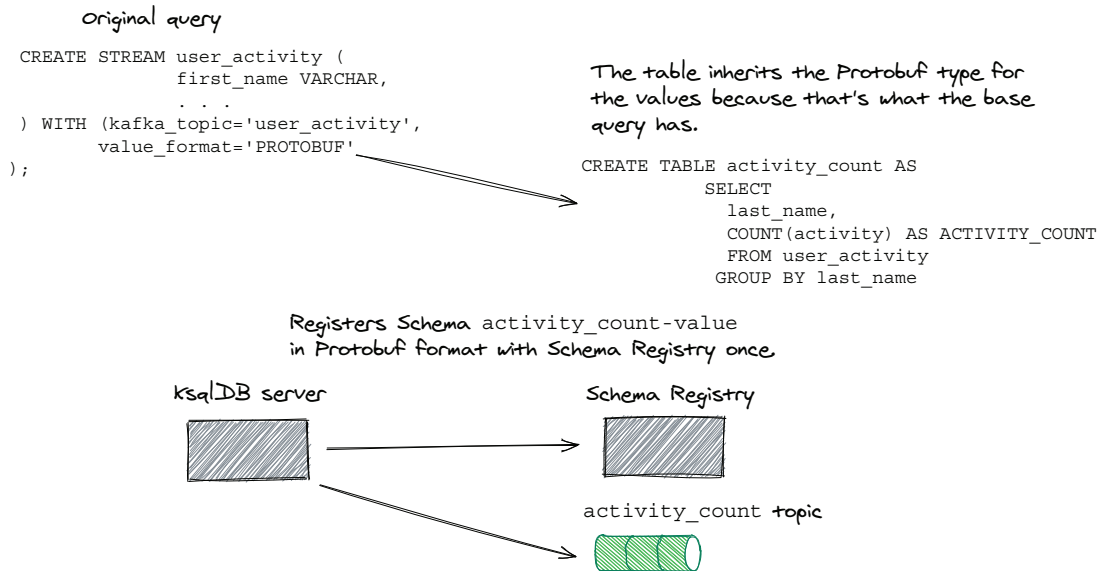 Original query
CREATE STREAM user_activity (
first_name VARCHAR,
. . .
) WITH (kafka_topic='user_activity',
value_format='PROTOBUF'
);
The table inherits the Protobuf type for
the values because that's what the base
query has.
CREATE TABLE activity_count AS
SELECT
last_name,
COUNT(activity) AS ACTIVITY_COUNT
FROM user_activity
GROUP BY last_name
Registers Schema activity_count-value
in Protobuf format with Schema Registry once
KsqlDB server
Schema Registry
activity_count topic